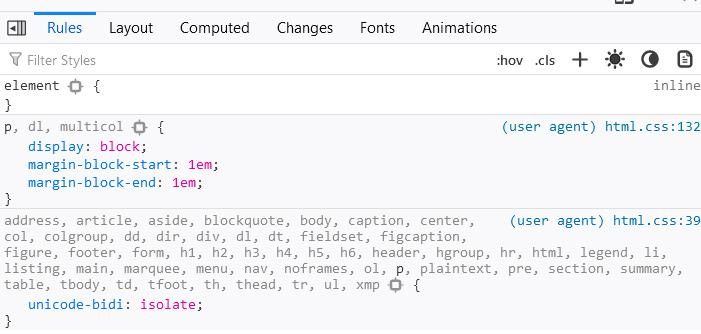 Rules Layout Computed Changes Fonts Animations
Filter Styles :hov .cls
element { inline
}
p, dl, multicol { (user agent) html.css:132
display: block;
margin-block-start: 1em;
margin-block-end: 1em;
}
address, article, aside, blockquote, body, caption, center, (user agent) html.css:39
col, colgroup, dd, dir, div, dl, dt, fieldset, figcaption,
figure, footer, form, h1, h2, h3, h4, h5, h6, header, hgroup, hr, html, legend, li,
listing, main, marquee, menu, nav, noframes, ol, p, plaintext, pre, section, summary,
table, tbody, td, tfoot, th, thead, tr, ul, xmp {
unicode-bidi: isolate;
}